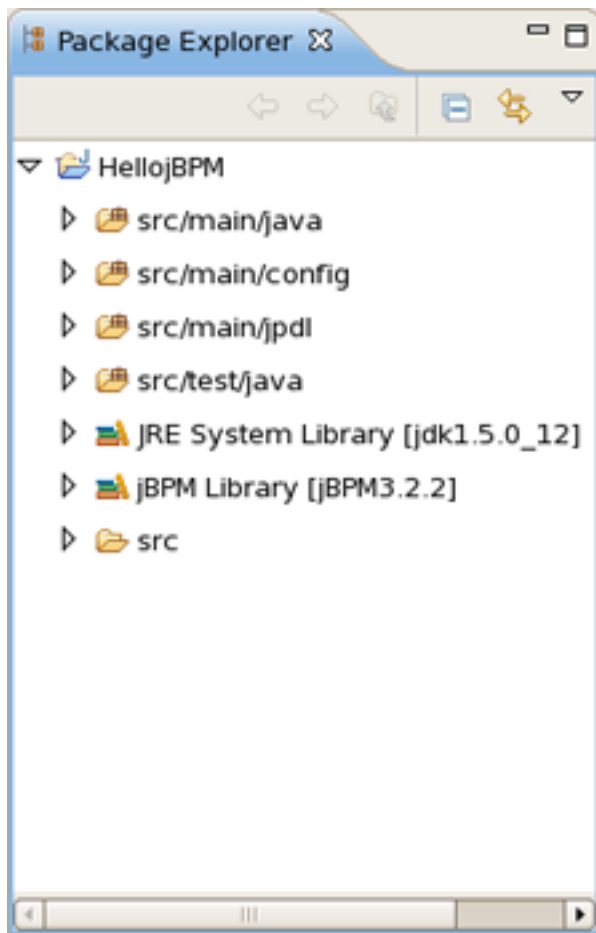 Package Explorer
HellojBPM
src/main/java
src/main/config
src/main/jpdl
src/test/java
JRE System Library [jdk1.5.0_12]
jBPM Library [jBPM3.2.2]
src